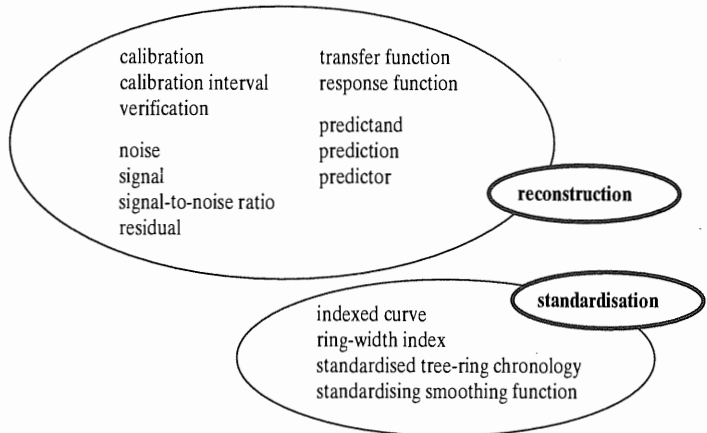 calibration
calibration interval
verification
noise
signal
signal-to-noise ratio
residual
transfer function
response function
predictand
prediction
predictor
reconstruction
standardisation
indexed curve
ring-width index
standardised tree-ring chronology
standardising smoothing function